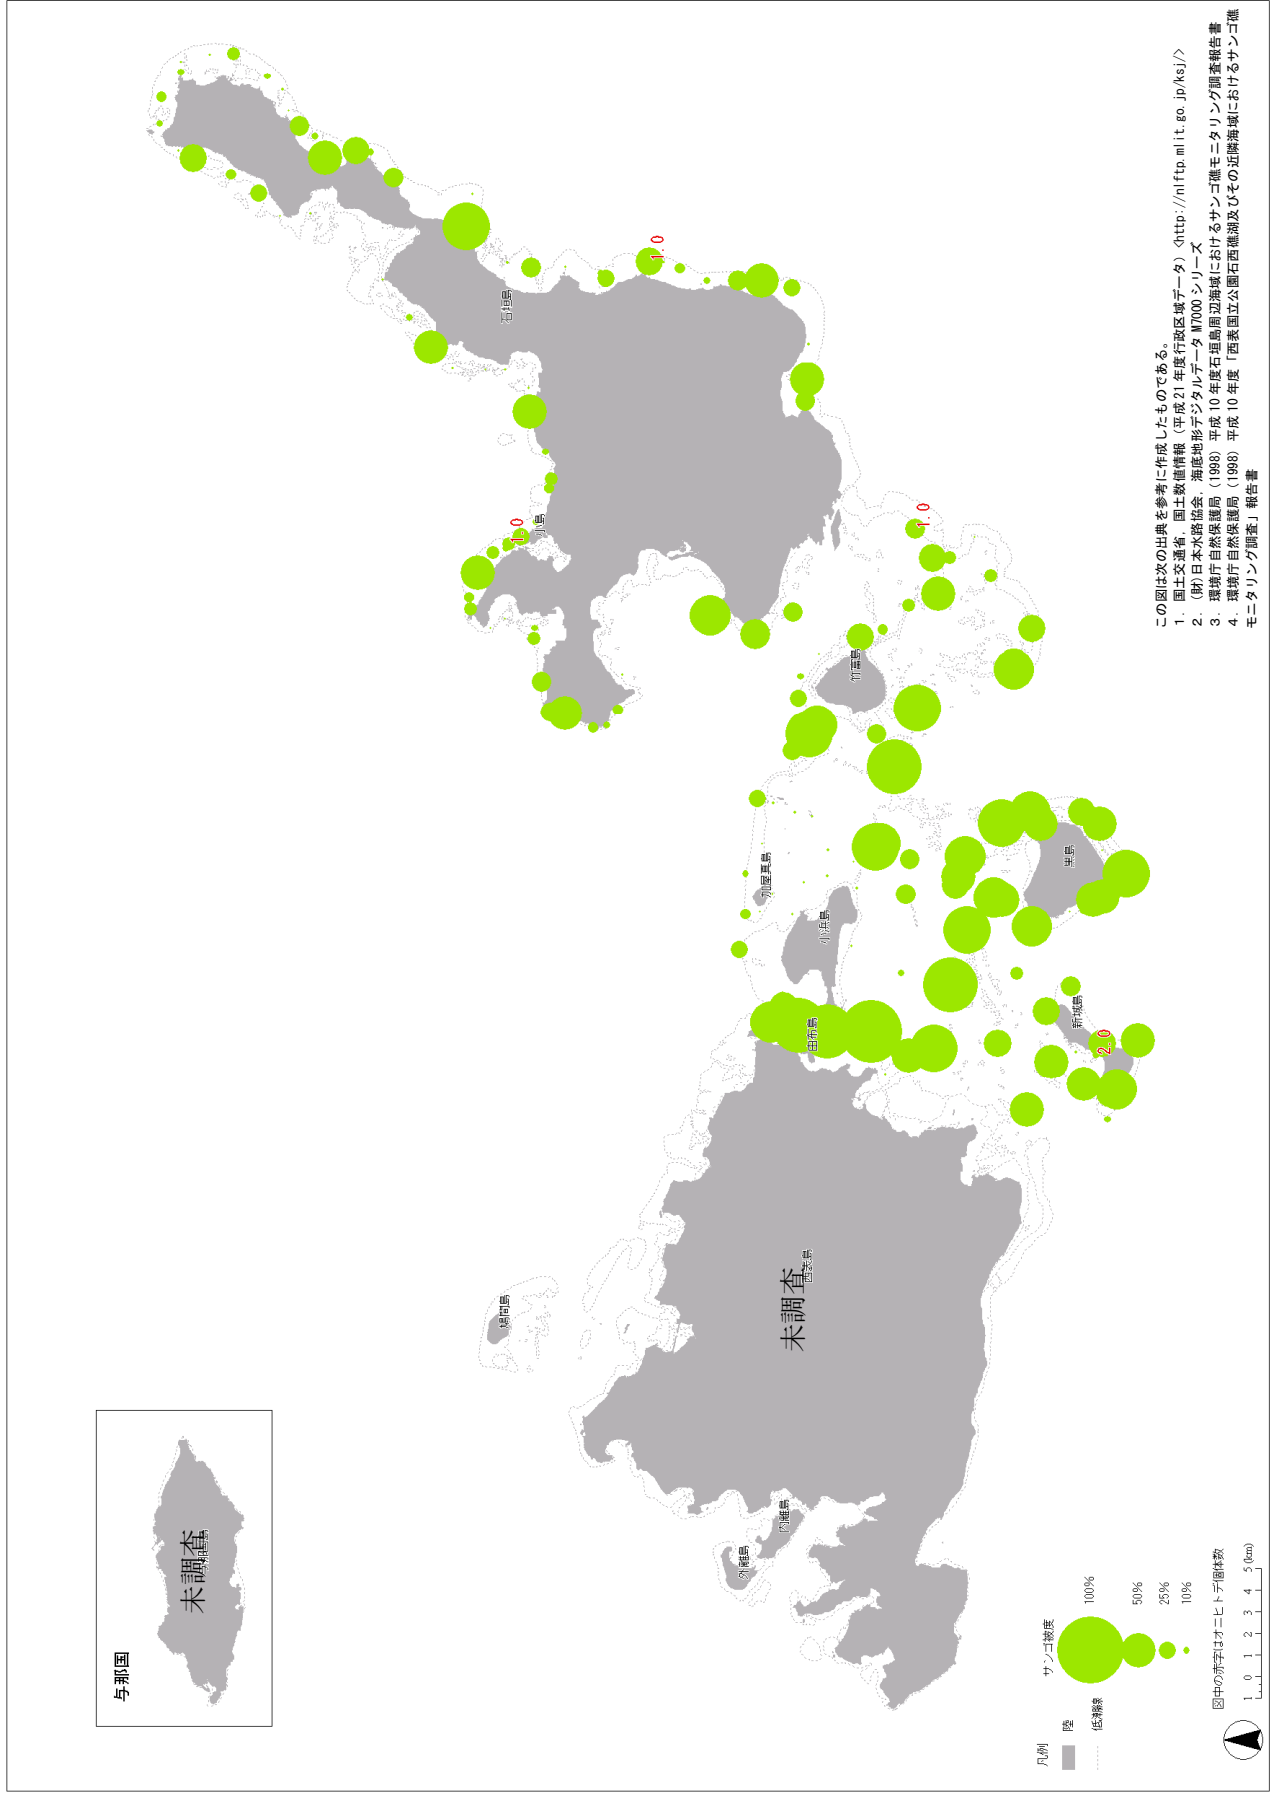 与那国
未調査
与那国島
鳩間島
外離島
内離島
未調査
西表島
由布島
小浜島
加屋真島
新城島
2.0
黒島
竹富島
1.0
小島
1.0
石垣島
1.0
凡例
陸
低潮線
サンゴ被度
100%
50%
25%
10%
図中の赤字はオニヒトデ個体数
1 0 1 2 3 4 5(km)
この図は次の出典を参考に作成したものである。
1. 国土交通省, 国土数値情報（平成21年度行政区域データ）<http://nlftp.mlit.go.jp/ksj/>
2. (財)日本水路協会, 海底地形デジタルデータ M7000シリーズ
3. 環境庁自然保護局 (1998) 平成10年度石垣島周辺海域におけるサンゴ礁モニタリング調査報告書
4. 環境庁自然保護局 (1998) 平成10年度「西表国立公園石西礁湖及びその近隣海域におけるサンゴ礁
モニタリング調査」報告書